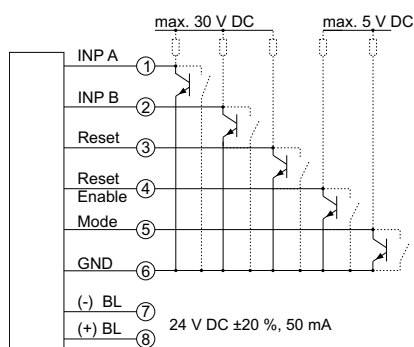 max. 30 V DC
max. 5 V DC
INP A
1
INP B
2
Reset
3
Reset
Enable
4
Mode
5
GND
6
(-) BL
7
24 V DC ±20 %, 50 mA
(+) BL
8